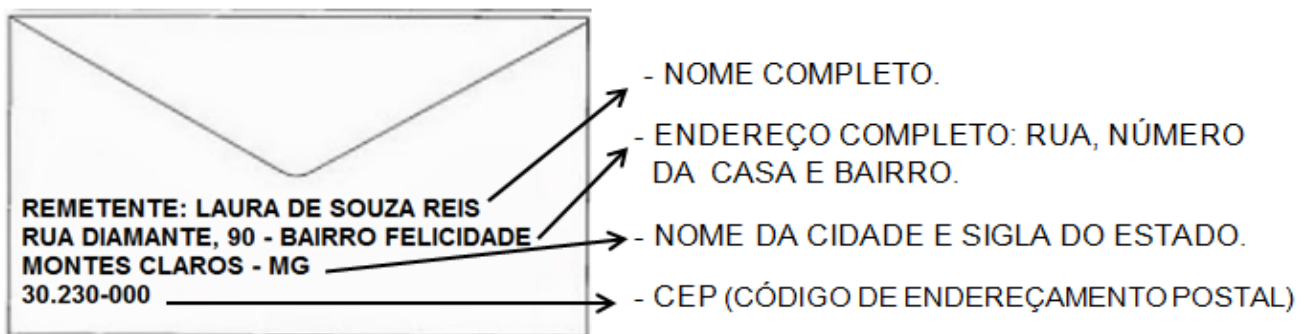 - NOME COMPLETO.
- ENDEREÇO COMPLETO: RUA, NÚMERO
DA CASA E BAIRRO.
REMETENTE: LAURA DE SOUZA REIS
RUA DIAMANTE, 90 - BAIRRO FELICIDADE
MONTES CLAROS - MG
30.230-000
- NOME DA CIDADE E SIGLA DO ESTADO.
- CEP (CÓDIGO DE ENDEREÇAMENTO POSTAL)